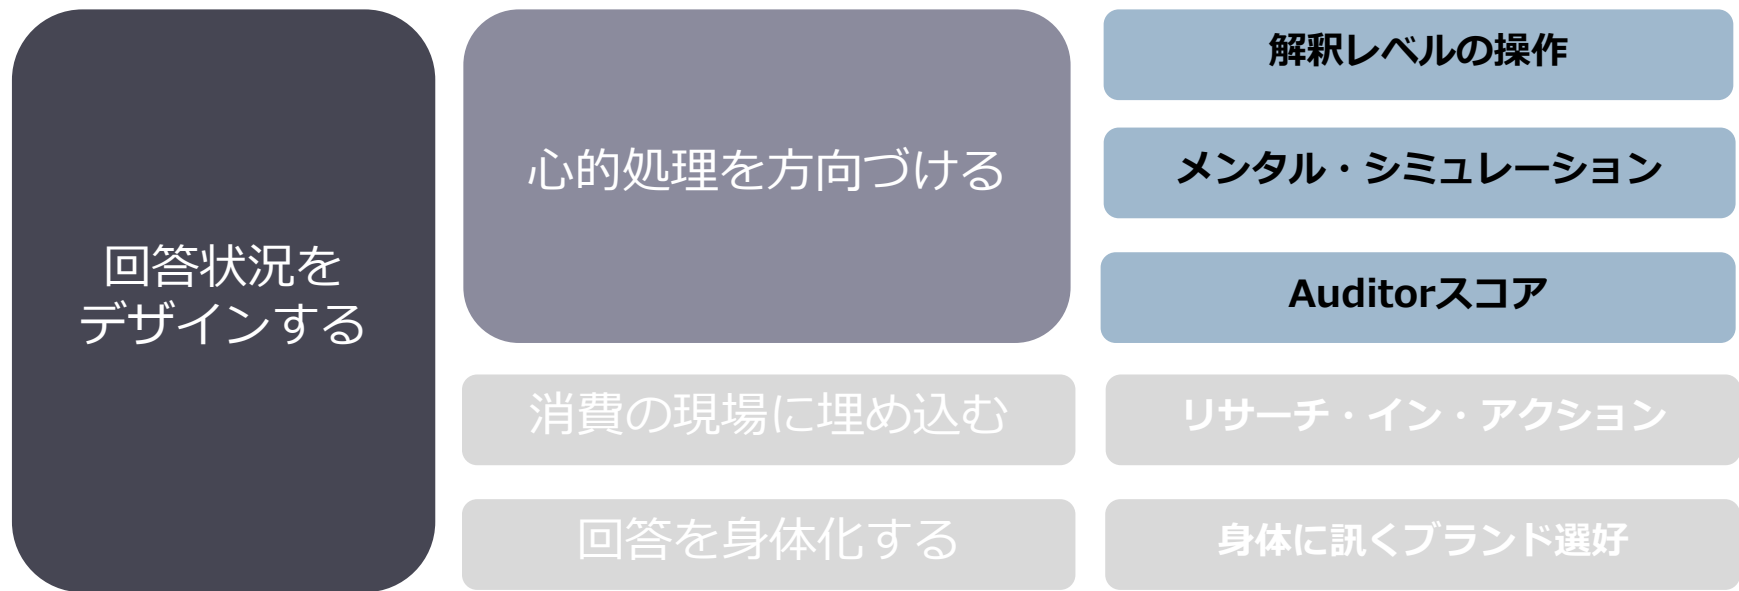 回答状況を
デザインする
心的処理を方向づける
解釈レベルの操作
メンタル・シミュレーション
Auditorスコア
消費の現場に埋め込む
リサーチ・イン・アクション
回答を身体化する
身体に訊くブランド選好